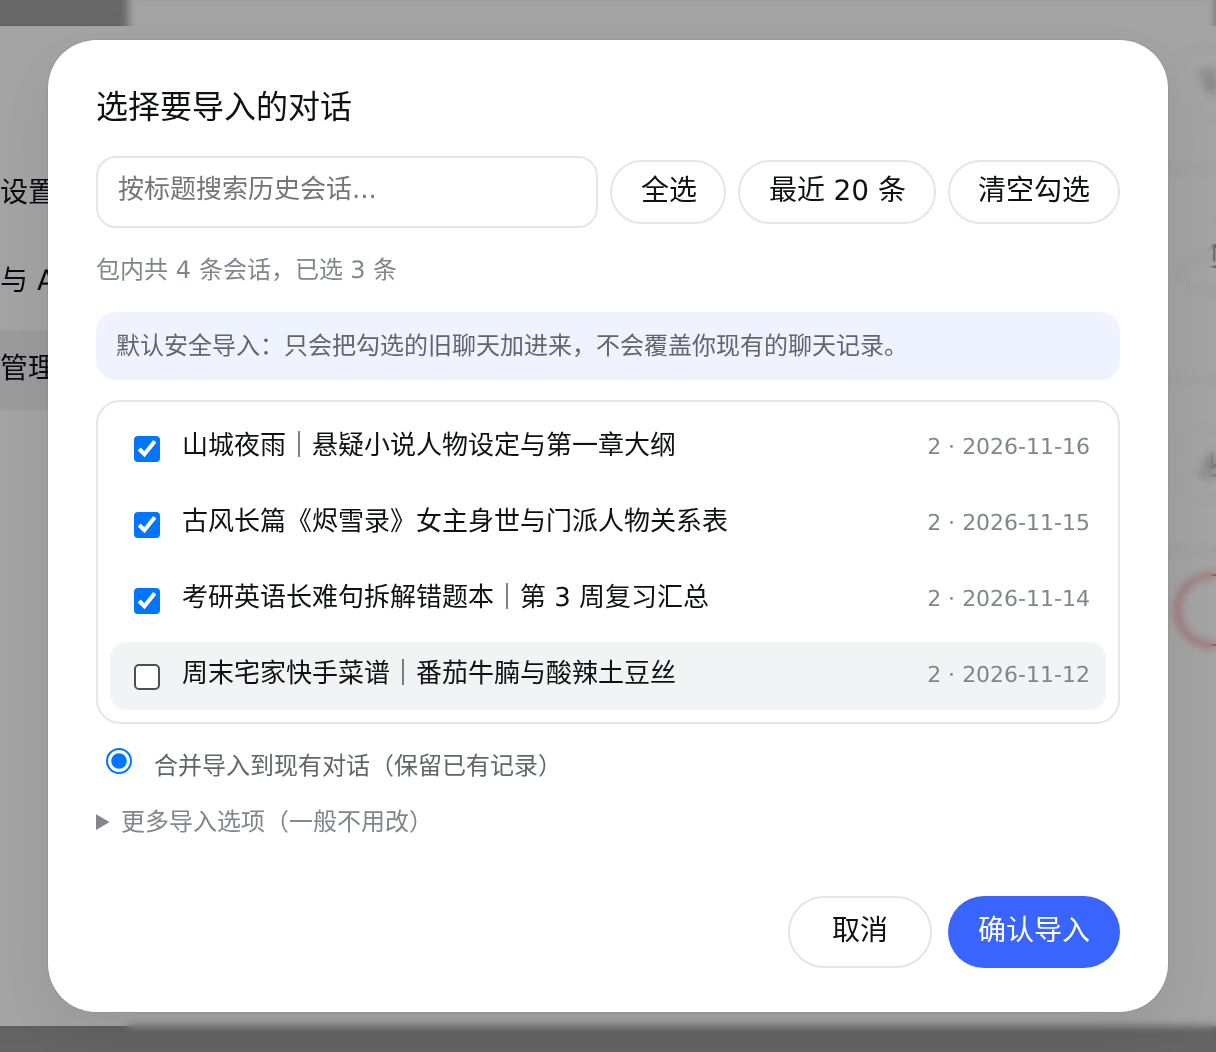 选择要导入的对话
按标题搜索历史会话...
全选
最近 20 条
清空勾选
设置
包内共 4 条会话，已选 3 条
与 A
默认安全导入：只会把勾选的旧聊天加进来，不会覆盖你现有的聊天记录。
管理
山城夜雨｜悬疑小说人物设定与第一章大纲
2 · 2026-11-16
古风长篇《烬雪录》女主身世与门派人物关系表
2 · 2026-11-15
考研英语长难句拆解错题本｜第 3 周复习汇总
2 · 2026-11-14
周末宅家快手菜谱｜番茄牛腩与酸辣土豆丝
2 · 2026-11-12
合并导入到现有对话（保留已有记录）
更多导入选项（一般不用改）
取消
确认导入